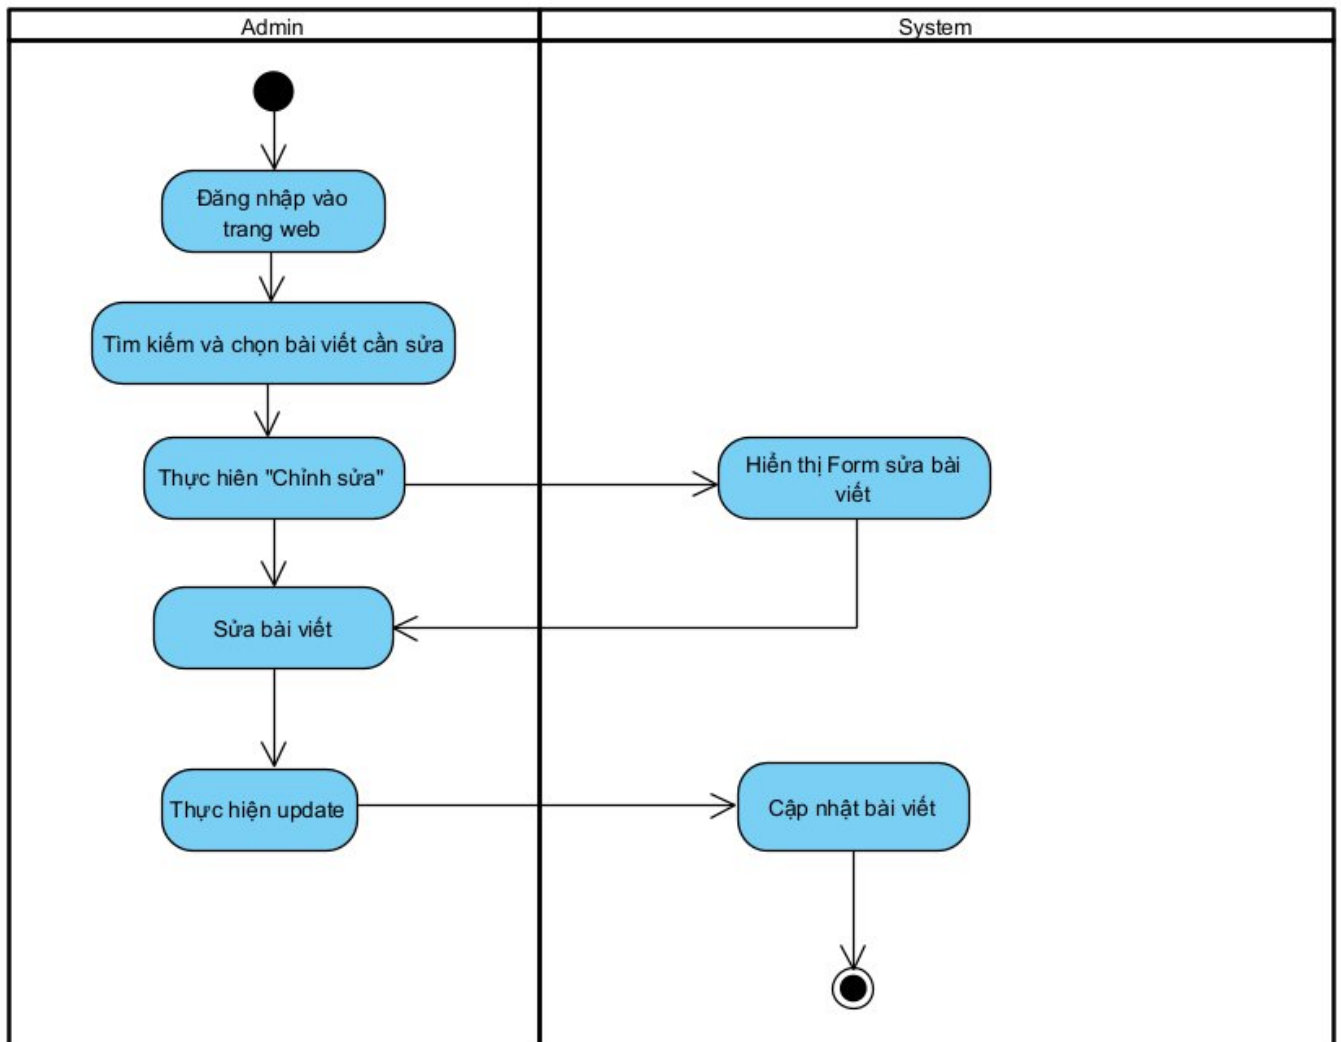 Admin
System
Đăng nhập vào
trang web
Tìm kiếm và chọn bài viết cần sửa
Thực hiên "Chỉnh sửa"
Hiển thị Form sửa bài
viết
Sửa bài viết
Thực hiện update
Cập nhật bài viết